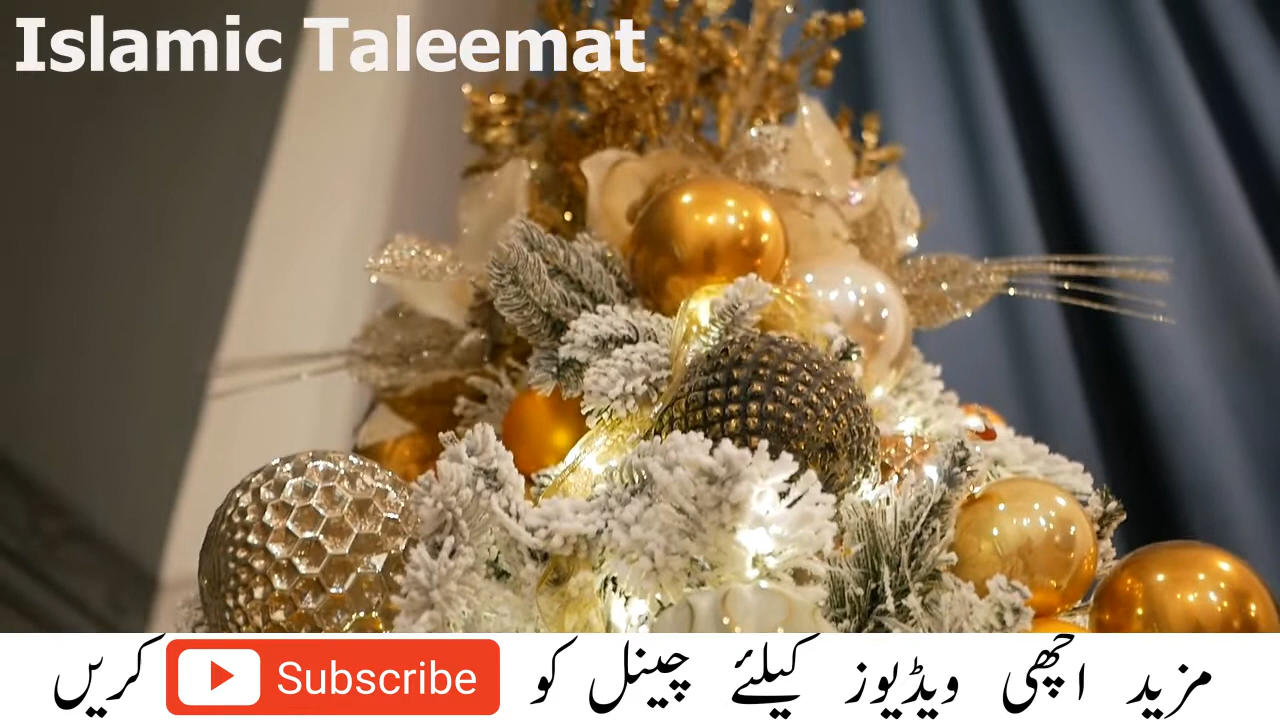 Islamic Taleemat
مزید اچھی ویڈیوز کیلئے چینل کو Subscribe کریں